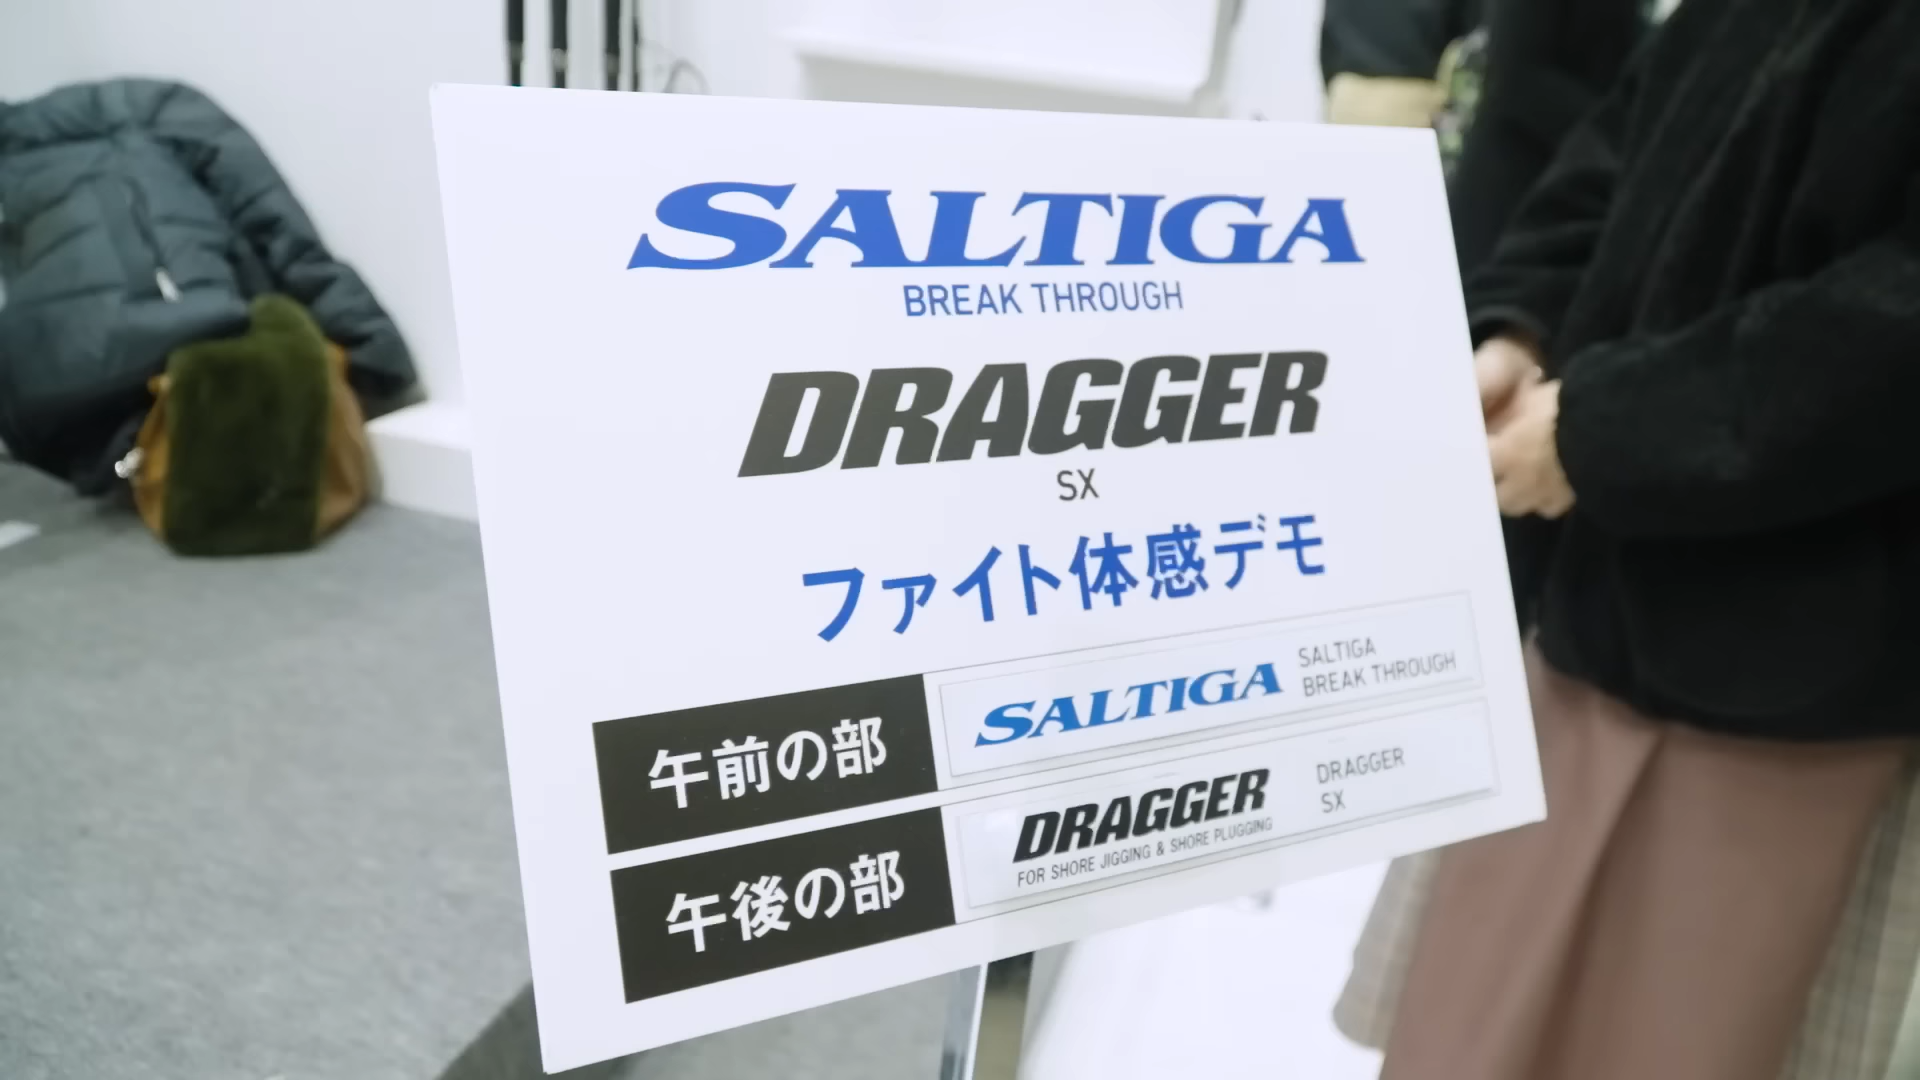 SALTIGA
BREAK THROUGH
DRAGGER
SX
ファイト体感デモ
午前の部
SALTIGA
SALTIGA
BREAK THROUGH
午後の部
DRAGGER
FOR SHORE JIGGING & SHORE PLUGGING
DRAGGER
SX